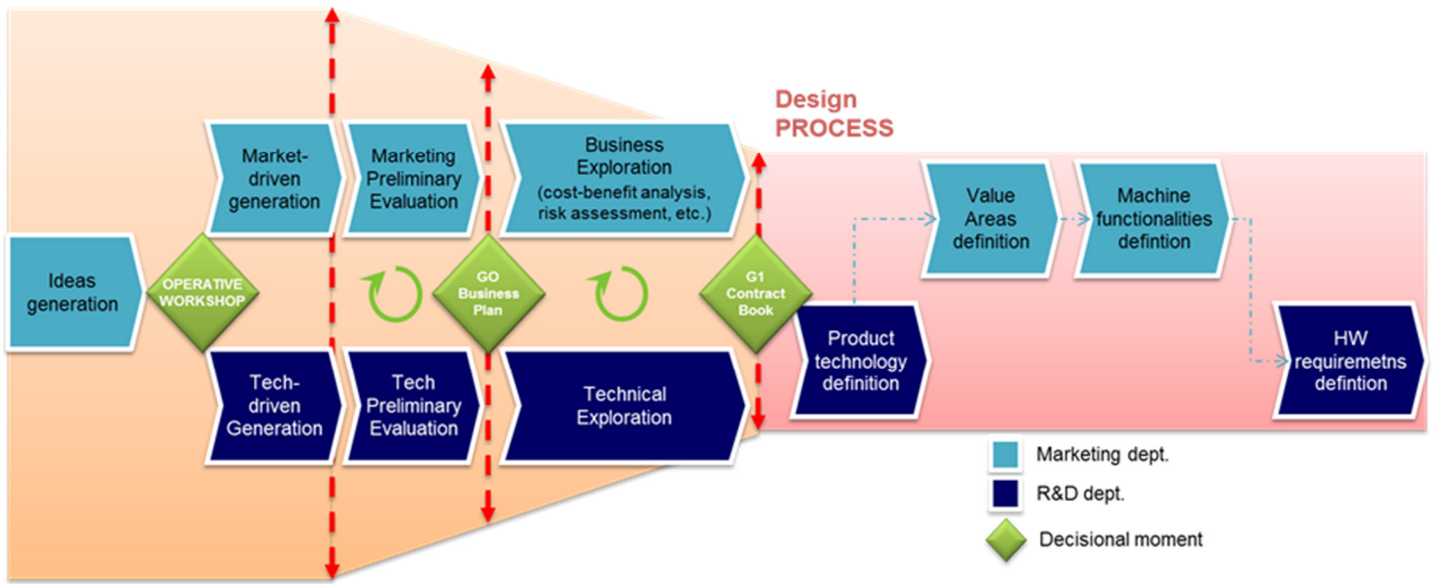 Ideas
generation
OPERATIVE
WORKSHOP
Market-
driven
generation
Tech-
driven
Generation
Marketing
Preliminary
Evaluation
Tech
Preliminary
Evaluation
GO
Business
Plan
Business
Exploration
(cost-benefit analysis,
risk assessment, etc.)
Technical
Exploration
G1
Contract
Book
Design
PROCESS
Product
technology
definition
Value
Areas
definition
Machine
functionalities
defintion
HW
requiremetns
defintion
Marketing dept.
R&D dept.
Decisional moment